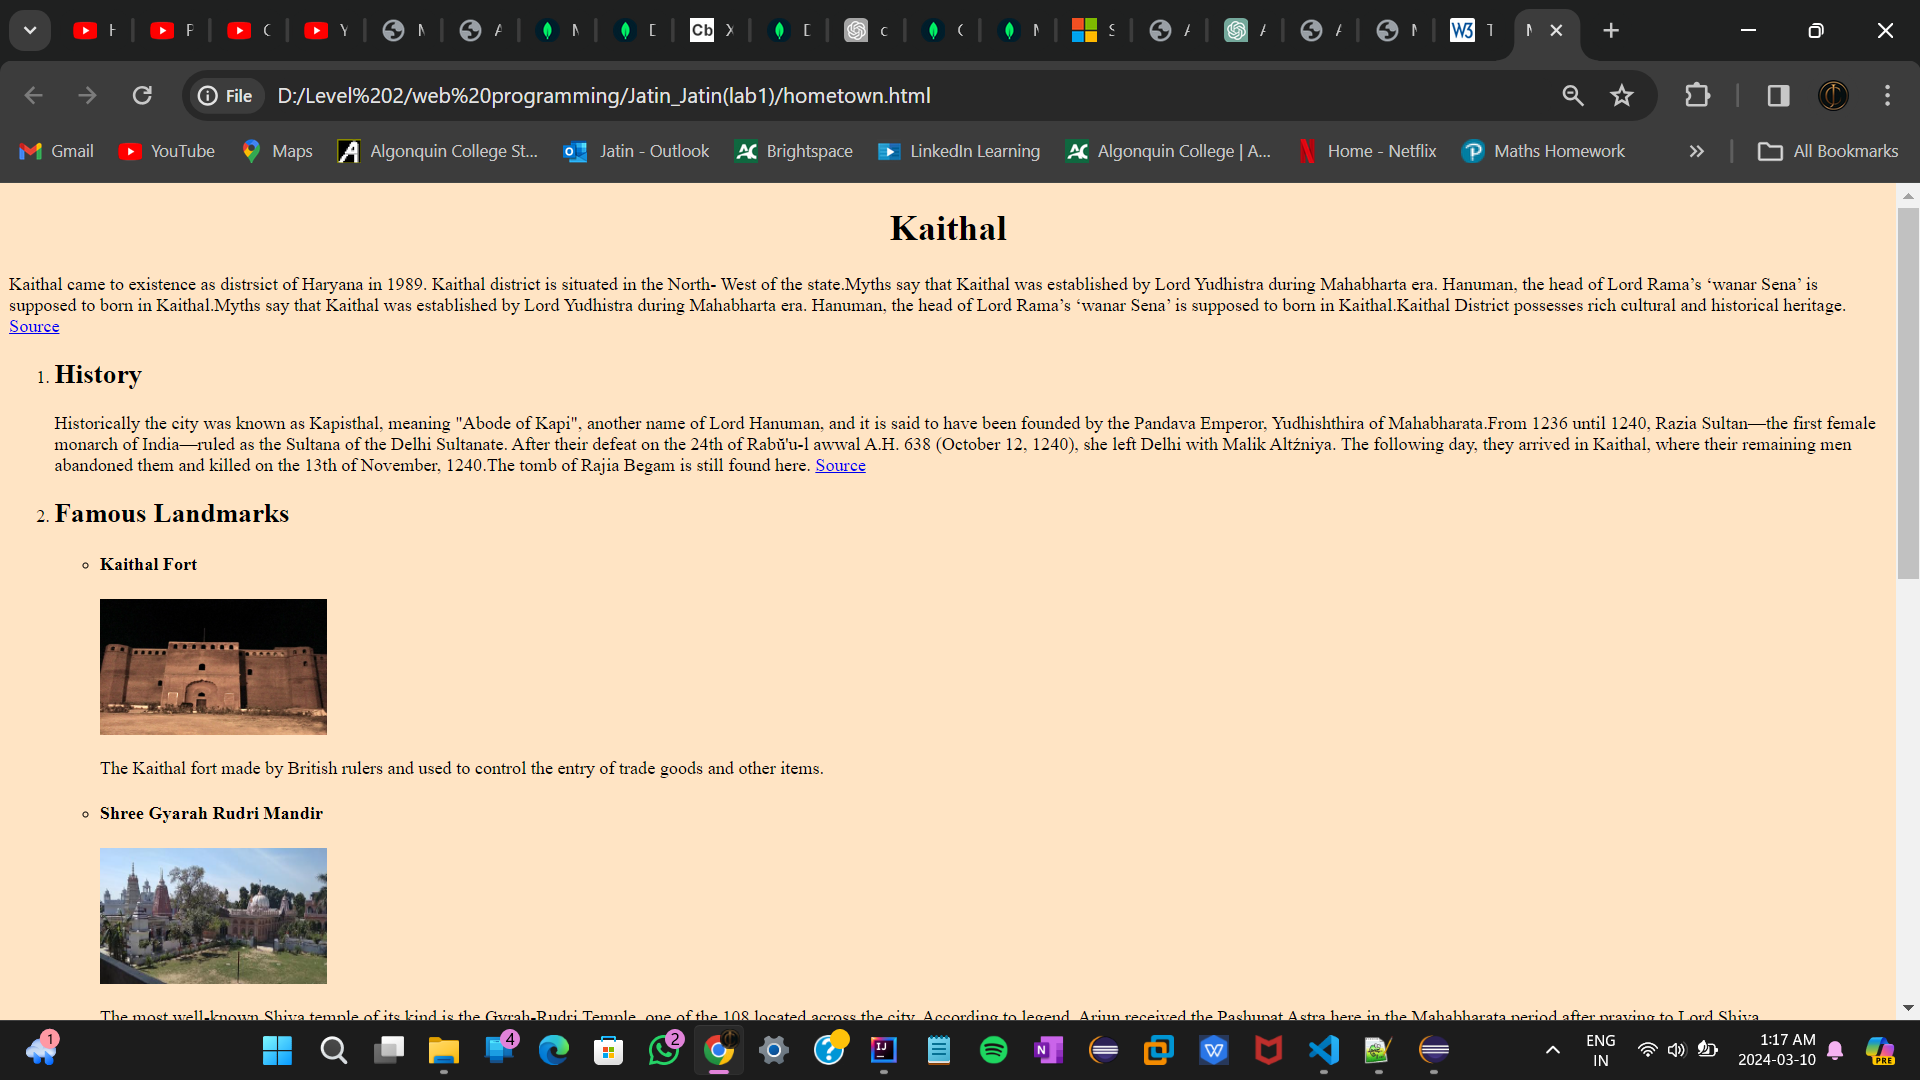 H
P
C
Y
M
A
M
D
X
D
c
C
M
S
A
A
A
M
T
M
File
D:/Level%202/web%20programming/Jatin_Jatin(lab1)/hometown.html
Gmail YouTube Maps Algonquin College St... Jatin - Outlook Brightspace LinkedIn Learning Algonquin College | A... Home - Netflix Maths Homework » All Bookmarks
Kaithal
Kaithal came to existence as distrsict of Haryana in 1989. Kaithal district is situated in the North- West of the state.Myths say that Kaithal was established by Lord Yudhistra during Mahabharta era. Hanuman, the head of Lord Rama’s ‘wanar Sena’ is
supposed to born in Kaithal.Myths say that Kaithal was established by Lord Yudhistra during Mahabharta era. Hanuman, the head of Lord Rama’s ‘wanar Sena’ is supposed to born in Kaithal.Kaithal District possesses rich cultural and historical heritage.
Source
1. History
Historically the city was known as Kapisthal, meaning "Abode of Kapi", another name of Lord Hanuman, and it is said to have been founded by the Pandava Emperor, Yudhishthira of Mahabharata.From 1236 until 1240, Razia Sultan—the first female
monarch of India—ruled as the Sultana of the Delhi Sultanate. After their defeat on the 24th of Rabű'u-l awwal A.H. 638 (October 12, 1240), she left Delhi with Malik Altźniya. The following day, they arrived in Kaithal, where their remaining men
abandoned them and killed on the 13th of November, 1240.The tomb of Rajia Begam is still found here. Source
2. Famous Landmarks
Kaithal Fort
The Kaithal fort made by British rulers and used to control the entry of trade goods and other items.
Shree Gyarah Rudri Mandir
The most well-known Shiva temple of its kind is the Gyrah-Rudri Temple, one of the 108 located across the city. According to legend, Arjun received the Pashupat Astra here in the Mahabharata period after praying to Lord Shiva.
1
4
2
ENG
IN
1:17 AM
2024-03-10
PRE